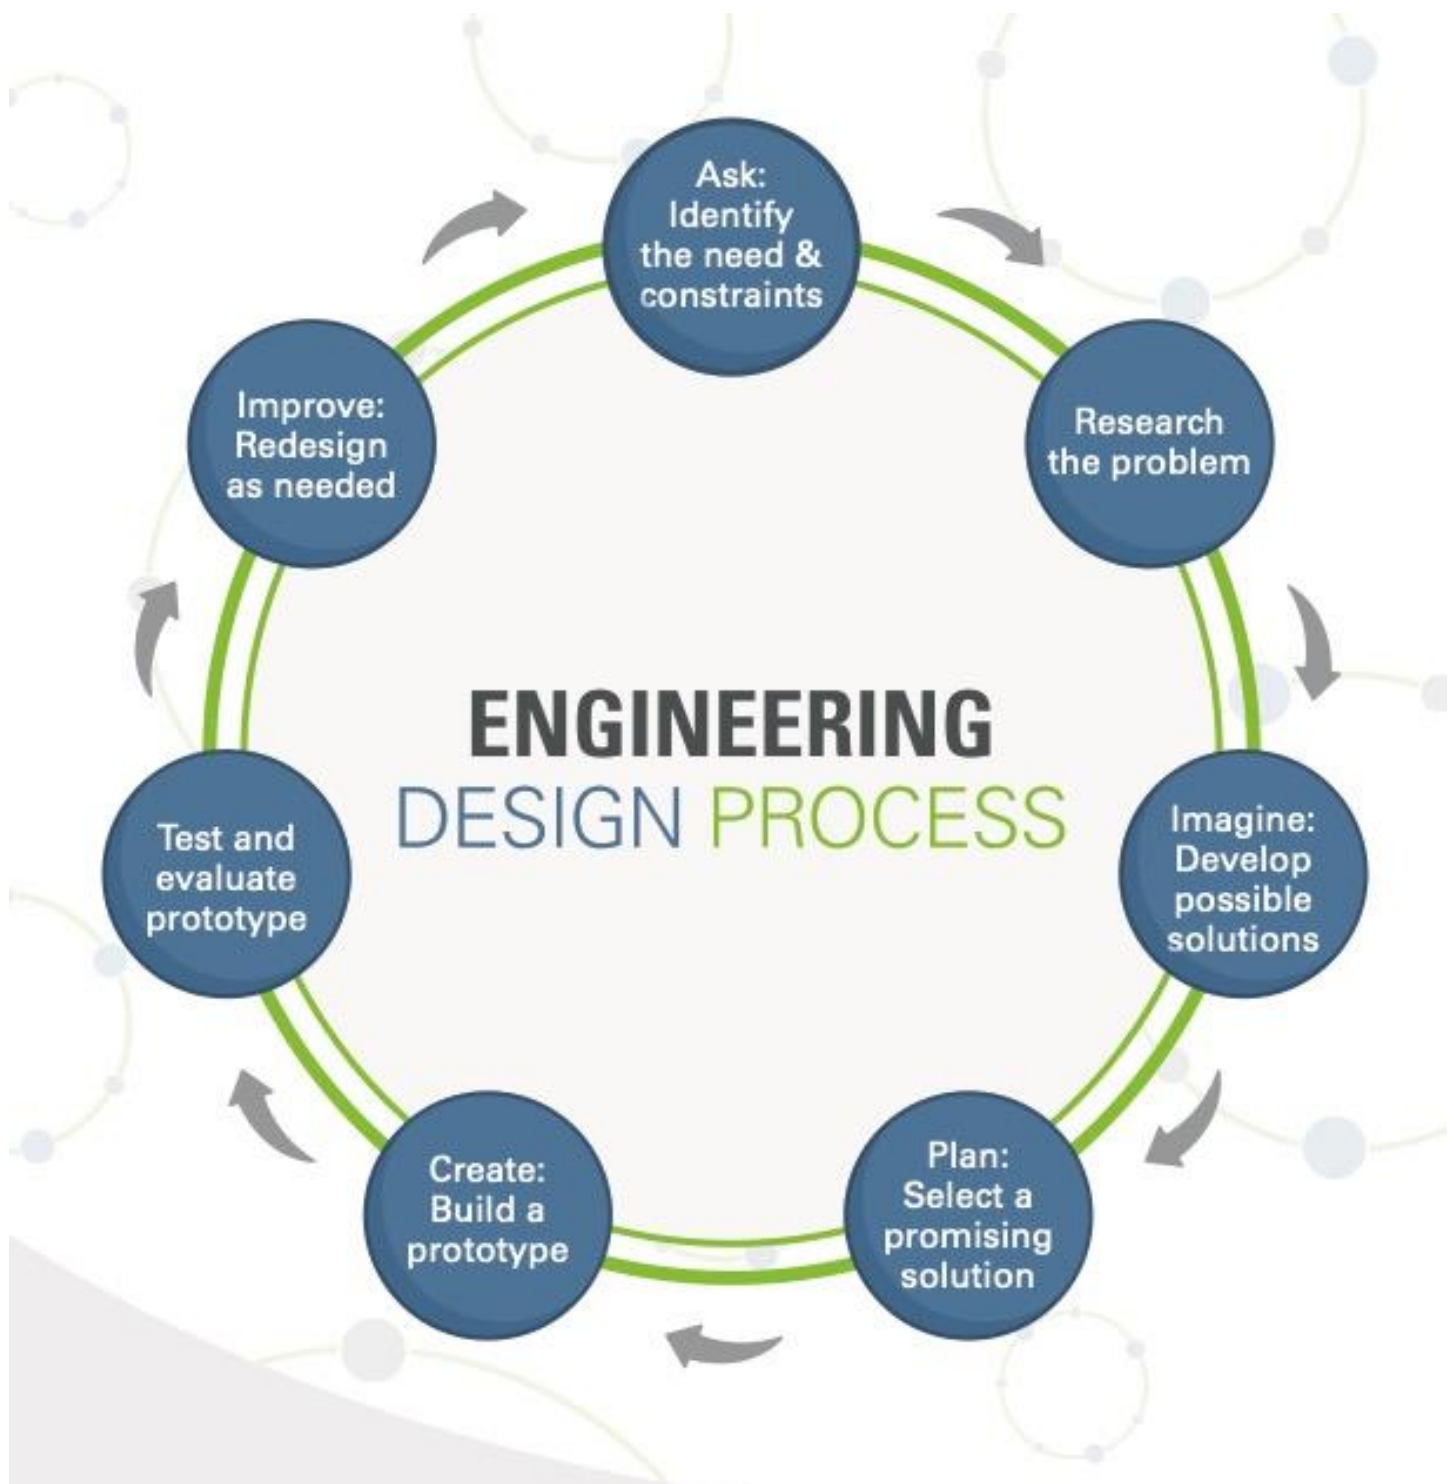 Ask:
Identify
the need &
constraints
Research
the problem
Imagine:
Develop
possible
solutions
Plan:
Select a
promising
solution
Create:
Build a
prototype
Test and
evaluate
prototype
Improve:
Redesign
as needed
ENGINEERING
DESIGN PROCESS